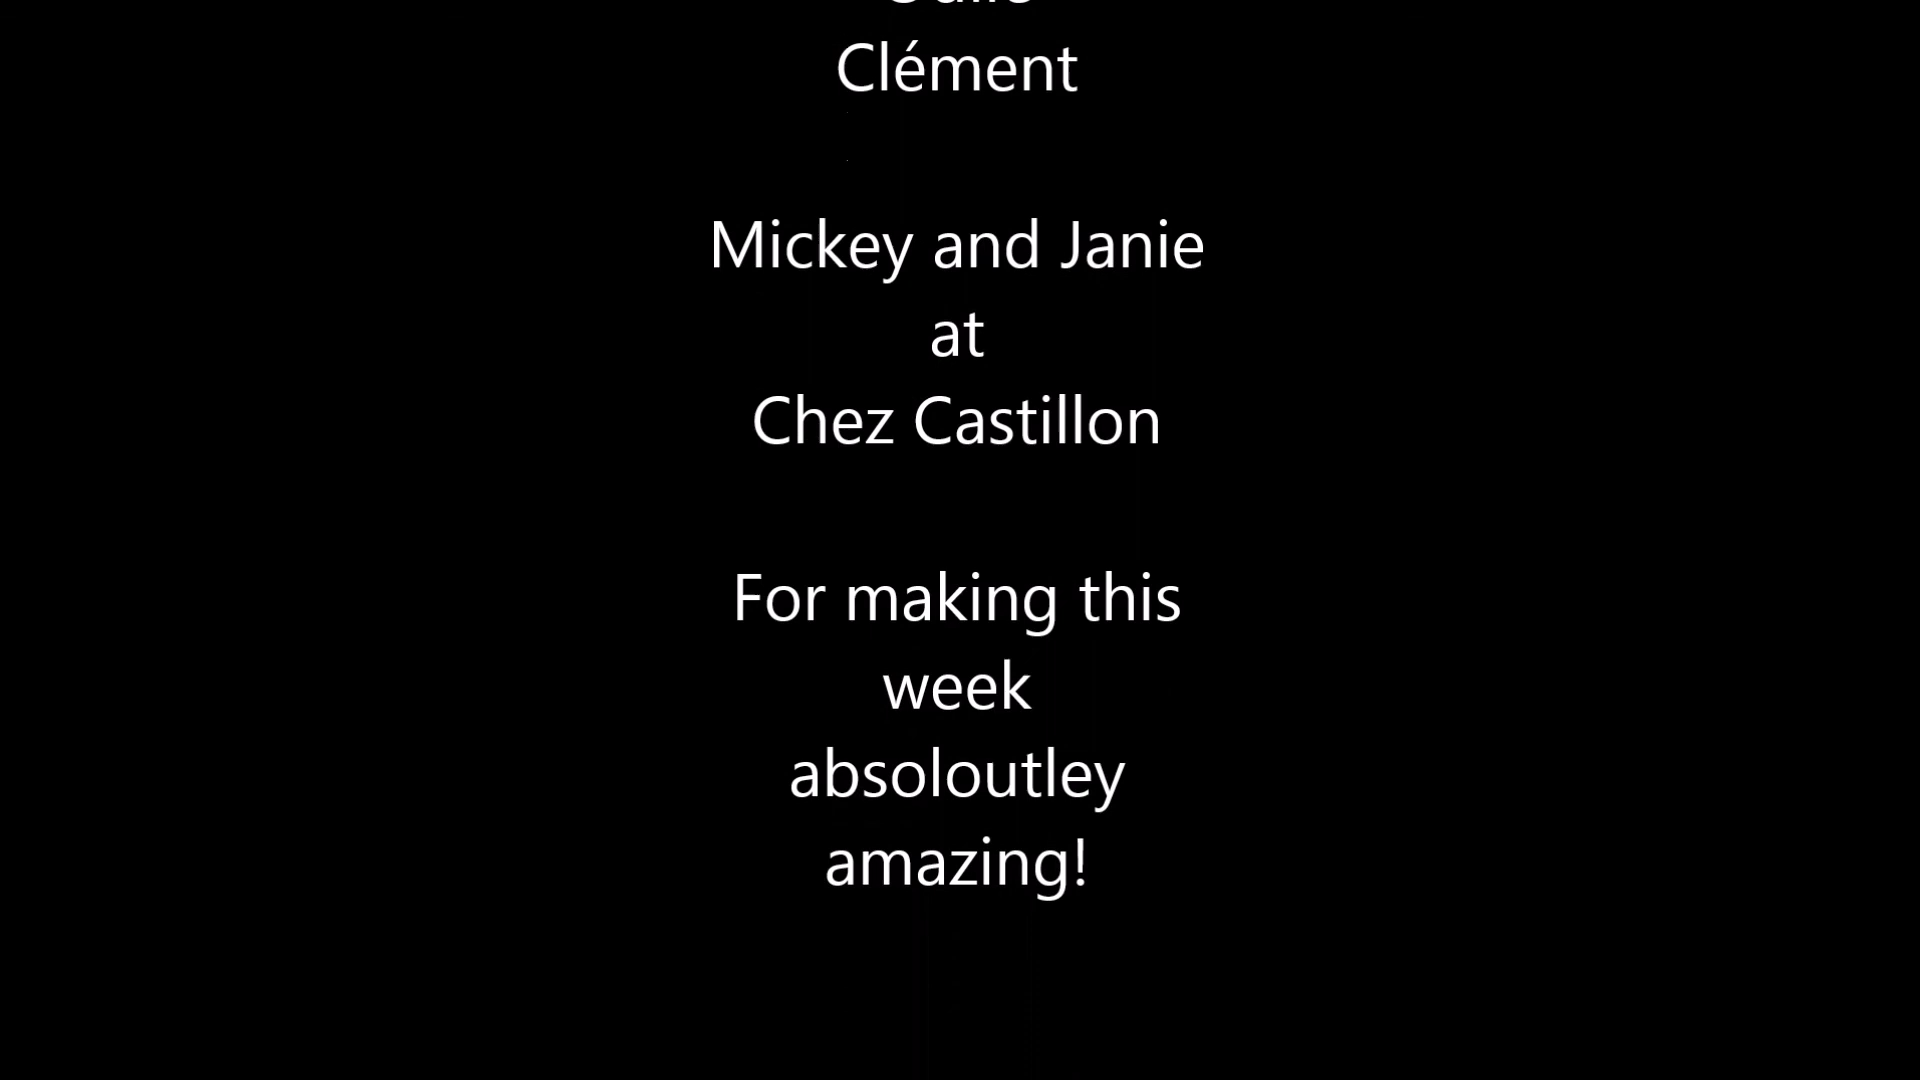 Clément
Mickey and Janie
at
Chez Castillon
For making this
week
absoloutley
amazing!